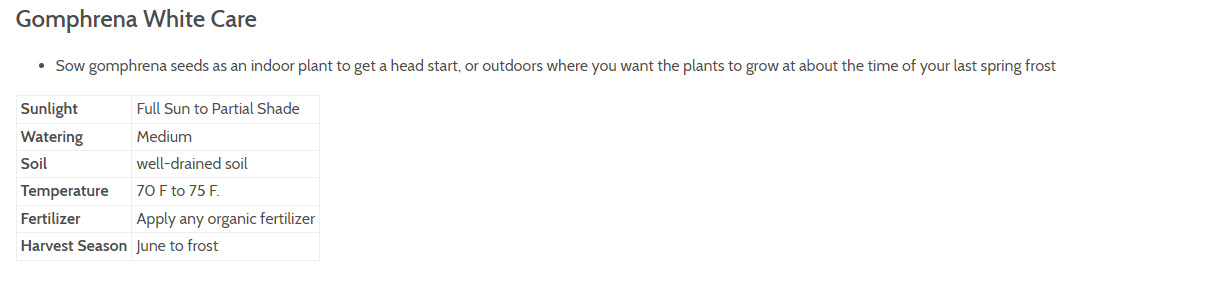 Gomphrena White Care
• Sow gomphrena seeds as an indoor plant to get a head start, or outdoors where you want the plants to grow at about the time of your last spring frost
Sunlight Full Sun to Partial Shade
Watering Medium
Soil well-drained soil
Temperature 70 F to 75 F.
Fertilizer Apply any organic fertilizer
Harvest Season June to frost